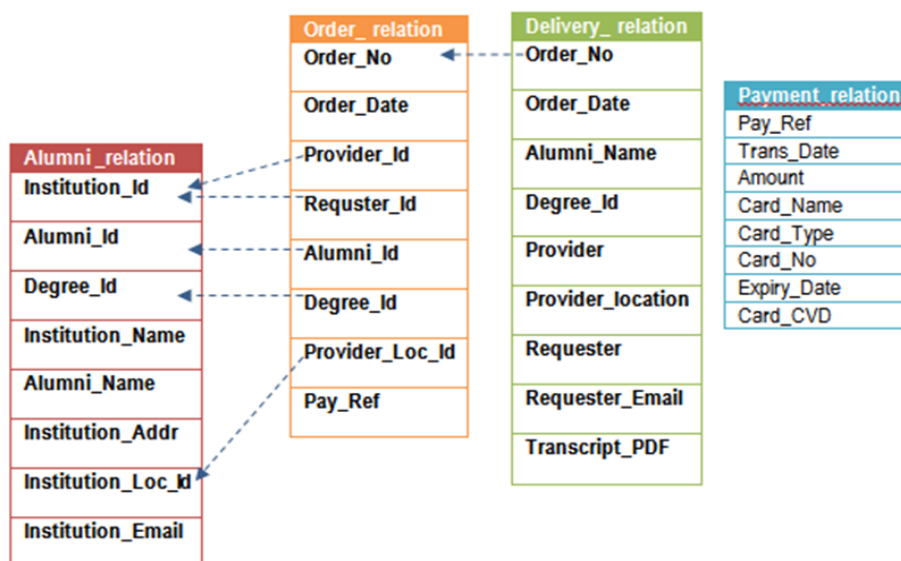 Alumni _relation
Institution_Id
Alumni_Id
Degree_Id
Institution_Name
Alumni_Name
Institution_Addr
Institution_Loc_Id
Institution_Email
Order_ relation
Order_No
Order_Date
Provider_Id
Requster_Id
Alumni_Id
Degree_Id
Provider_Loc_Id
Pay_Ref
Delivery_ relation
Order_No
Order_Date
Alumni_Name
Degree_Id
Provider
Provider_location
Requester
Requester_Email
Transcript_PDF
Payment_relation
Pay_Ref
Trans_Date
Amount
Card_Name
Card_Type
Card_No
Expiry_Date
Card_CVD